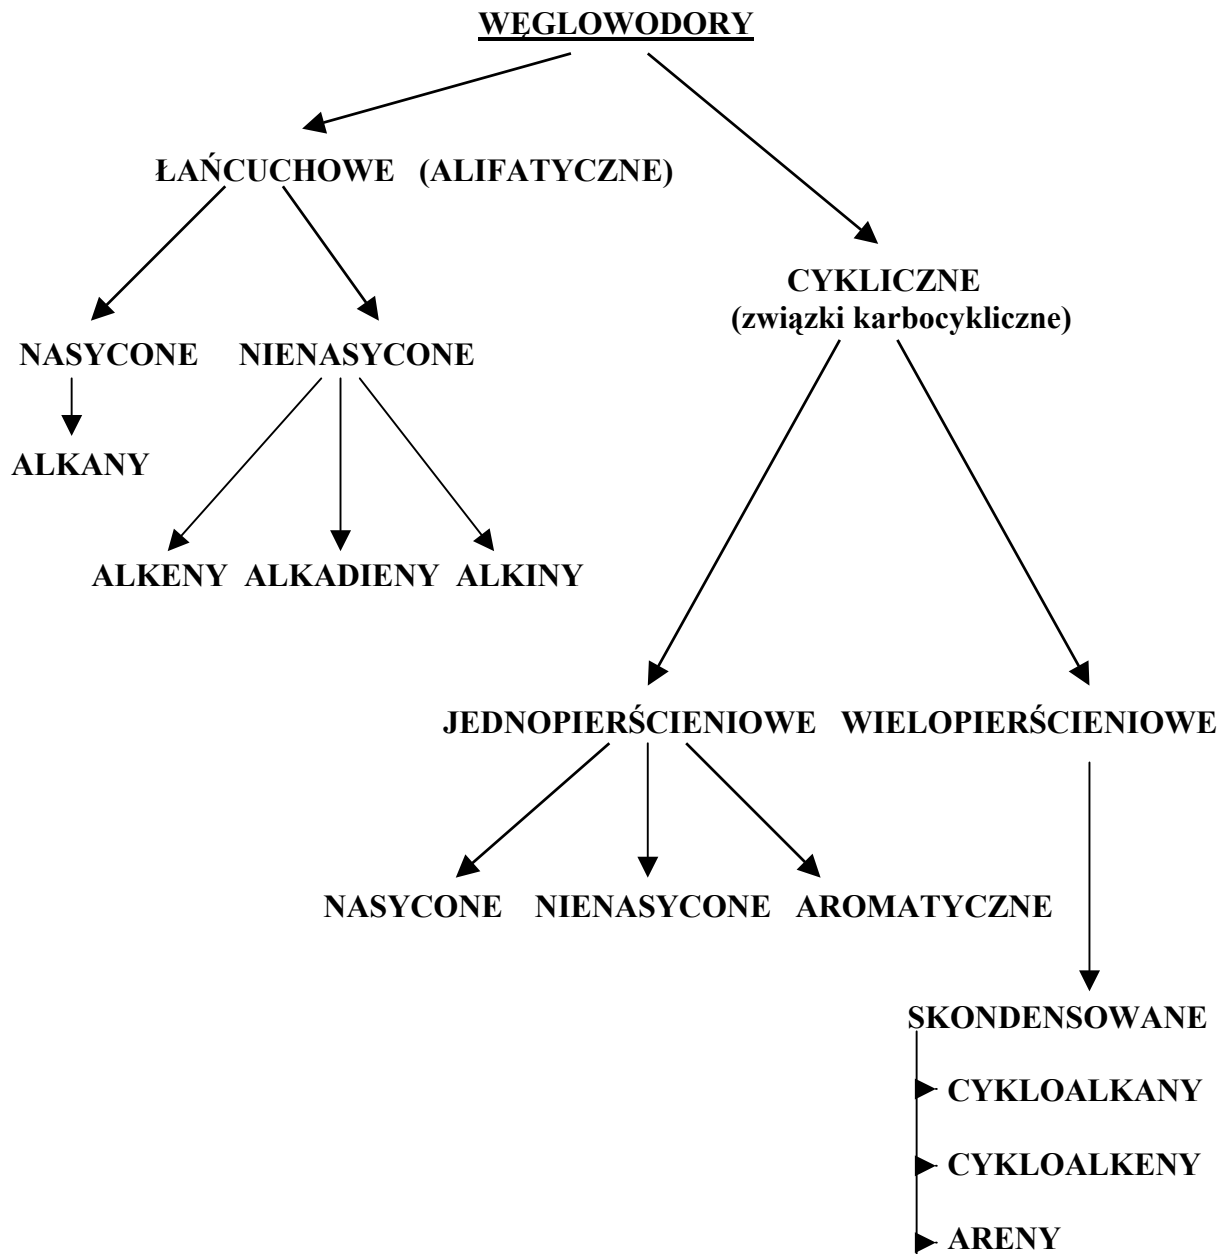 WĘGLOWODORY
ŁAŃCUCHOWE (ALIFATYCZNE)
CYKLICZNE
(związki karbocykliczne)
NASYCONE NIENASYCONE
ALKANY
ALKENY ALKADIENY ALKINY
JEDNOPIERŚCIENIOWE WIELOPIERŚCIENIOWE
NASYCONE NIENASYCONE AROMATYCZNE
SKONDENSOWANE
CYKLOALKANY
CYKLOALKENY
ARENY